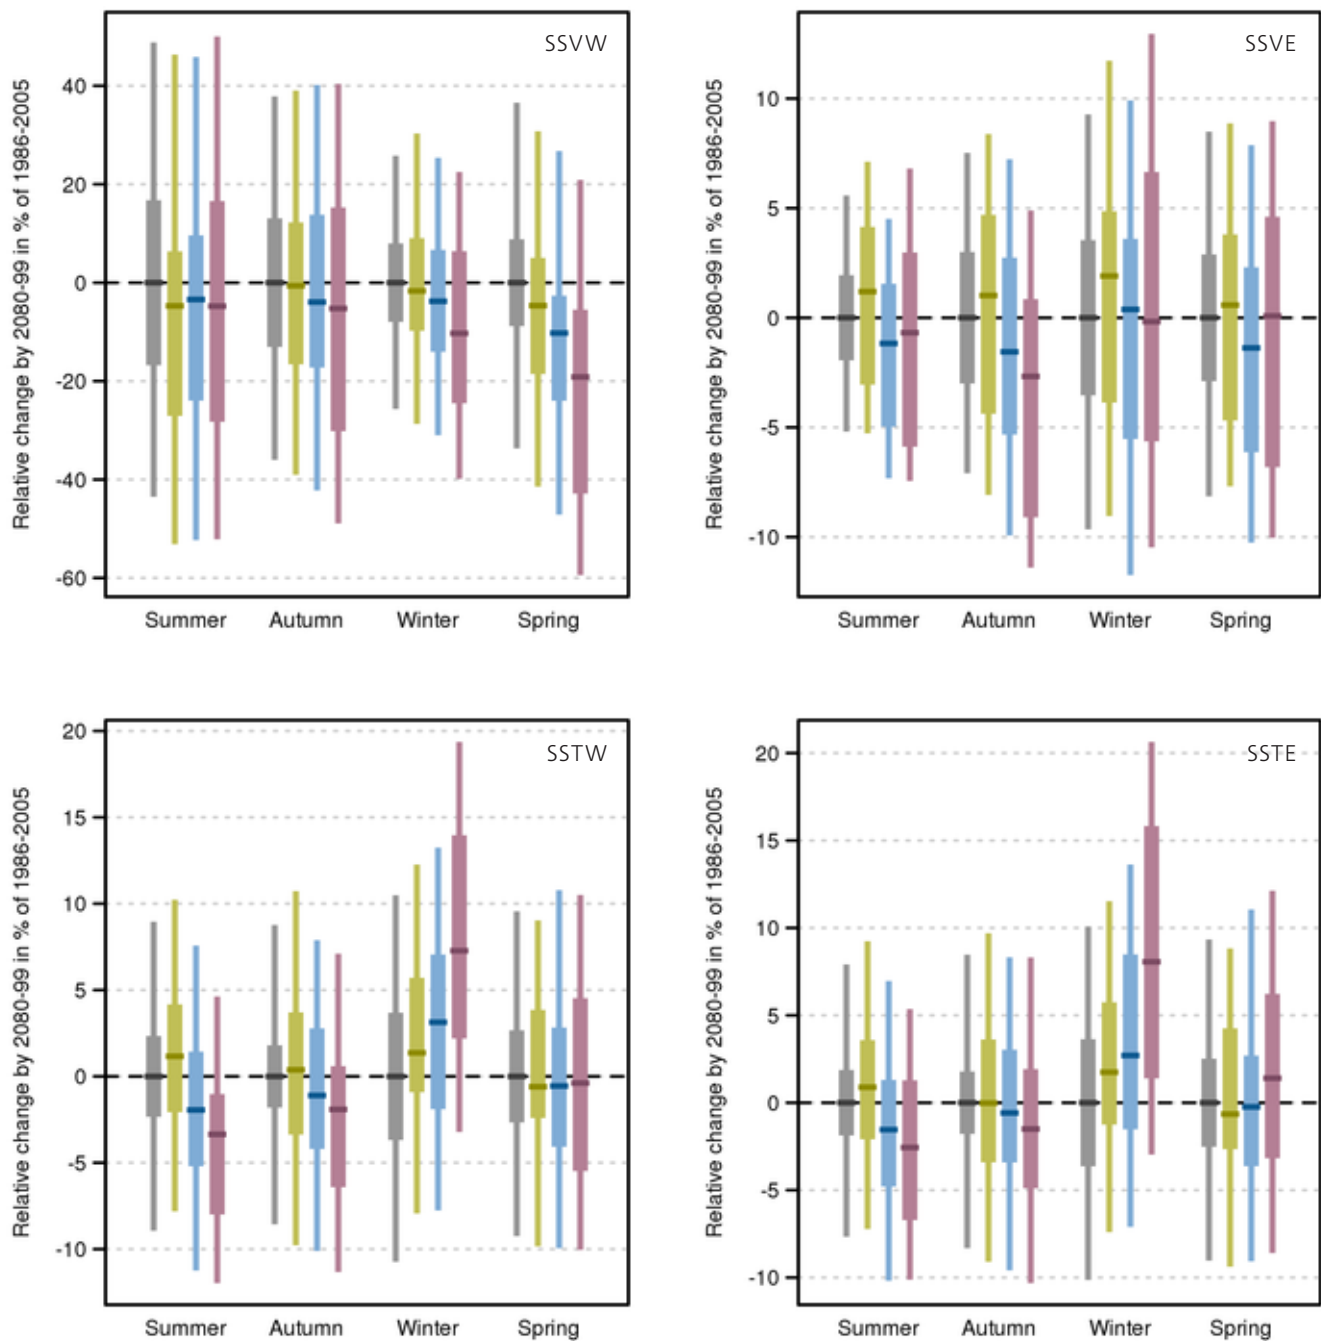 SSVW
Relative change by 2080-99 in % of 1986-2005
40
20
0
-20
-40
-60
Summer Autumn Winter Spring
SSVE
Relative change by 2080-99 in % of 1986-2005
10
5
0
-5
-10
Summer Autumn Winter Spring
SSTW
Relative change by 2080-99 in % of 1986-2005
20
15
10
5
0
-5
-10
Summer Autumn Winter Spring
SSTE
Relative change by 2080-99 in % of 1986-2005
20
15
10
5
0
-5
-10
Summer Autumn Winter Spring